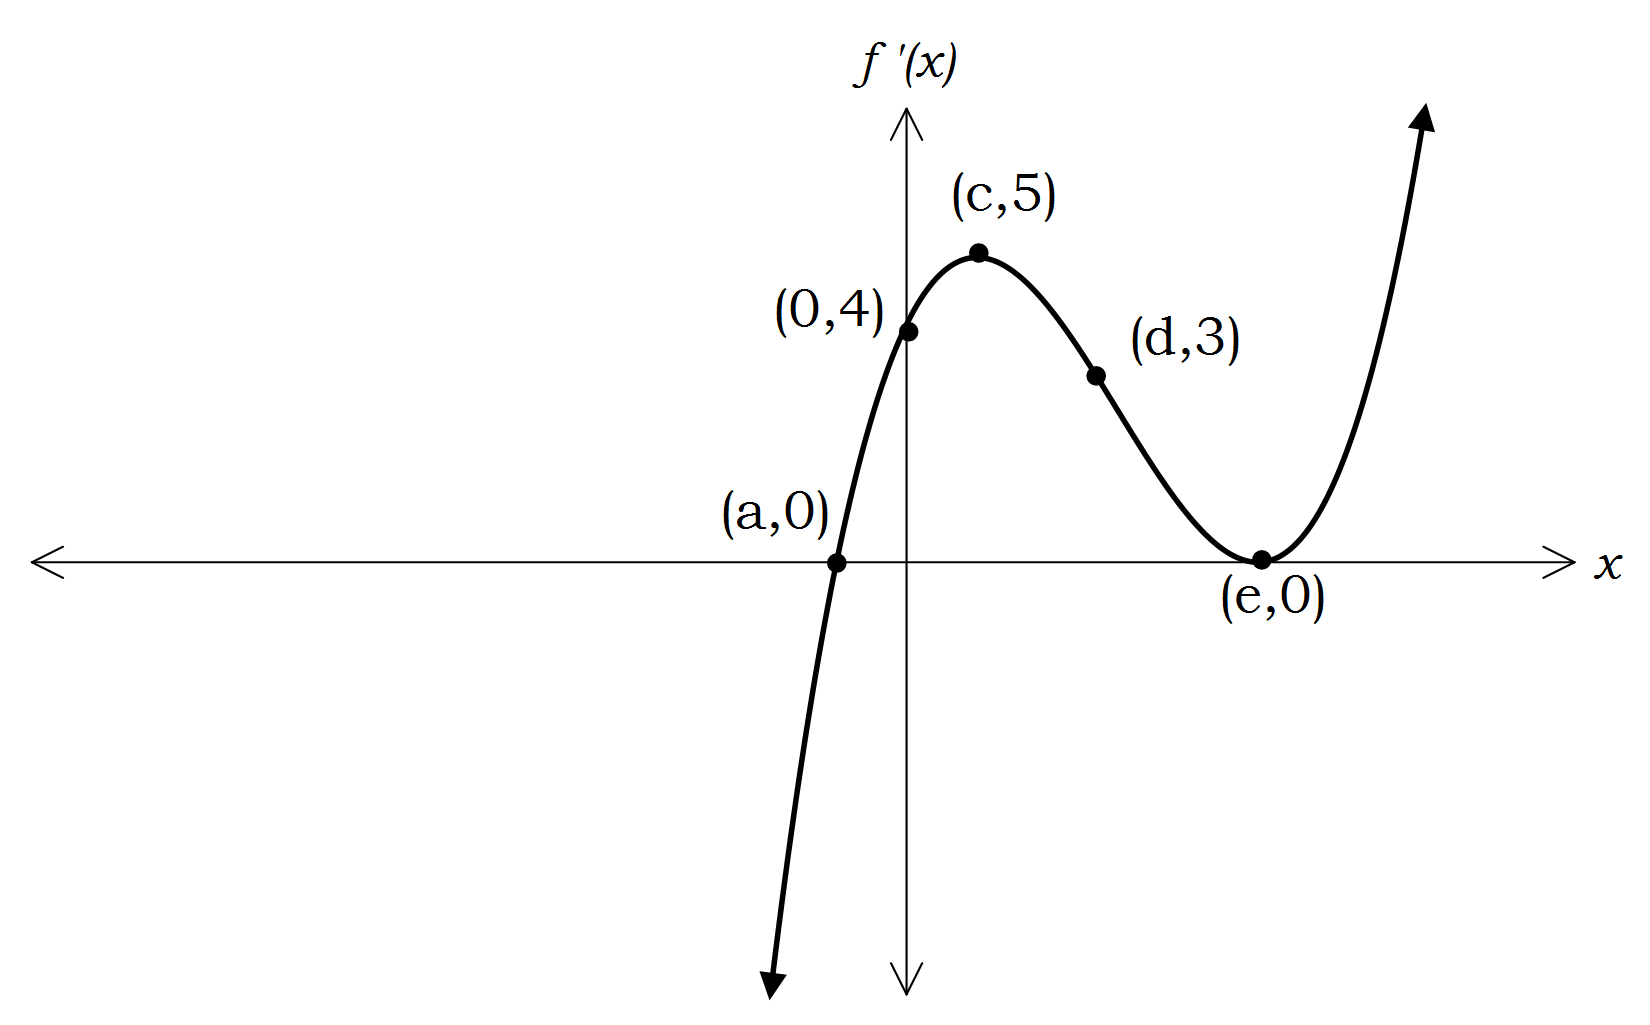 f '(x)
(c,5)
(0,4)
(d,3)
(a,0)
x
(e,0)